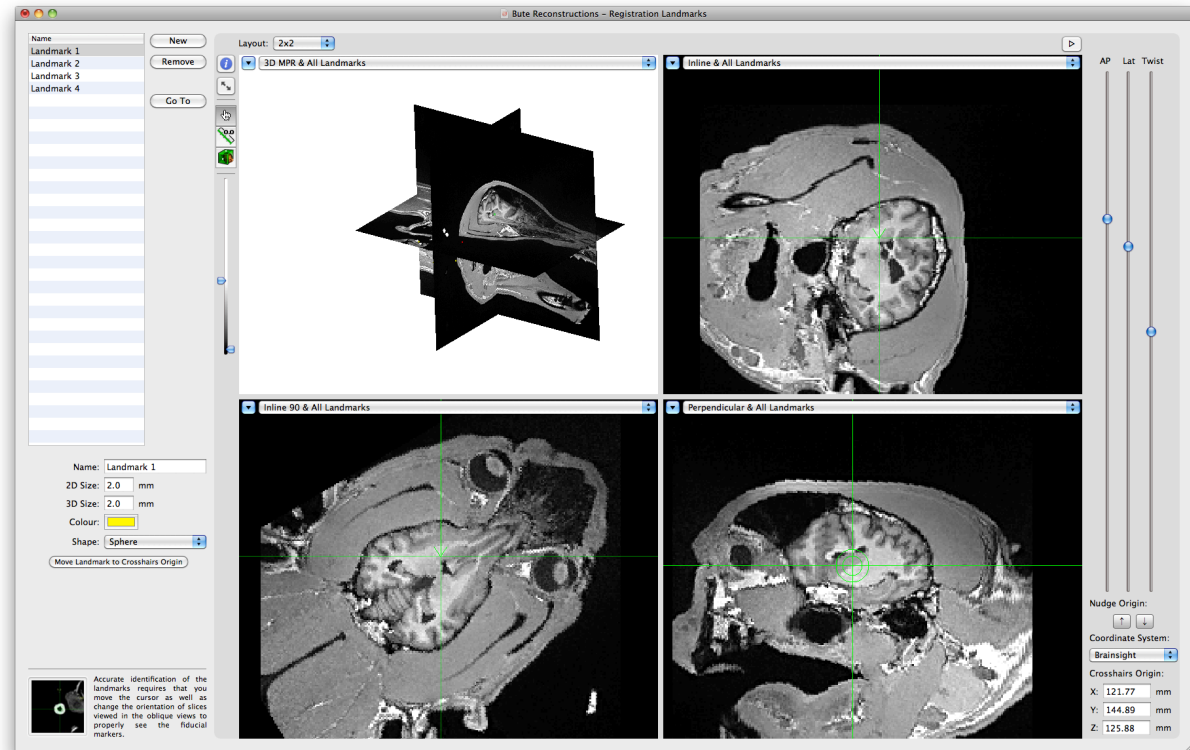 Bute Reconstructions – Registration Landmarks
Name
Landmark 1
Landmark 2
Landmark 3
Landmark 4
New
Remove
Go To
Name: Landmark 1
2D Size: 2.0 mm
3D Size: 2.0 mm
Colour:
Shape: Sphere
Move Landmark to Crosshairs Origin
Accurate identification of the
landmarks requires that you
move the cursor as well as
change the orientation of slices
viewed in the oblique views to
properly see the fiducial
markers.
Layout: 2x2
3D MPR & All Landmarks
Inline & All Landmarks
Inline 90 & All Landmarks
Perpendicular & All Landmarks
AP Lat Twist
Nudge Origin:
Coordinate System:
Brainsight
Crosshairs Origin:
X: 121.77 mm
Y: 144.89 mm
Z: 125.88 mm